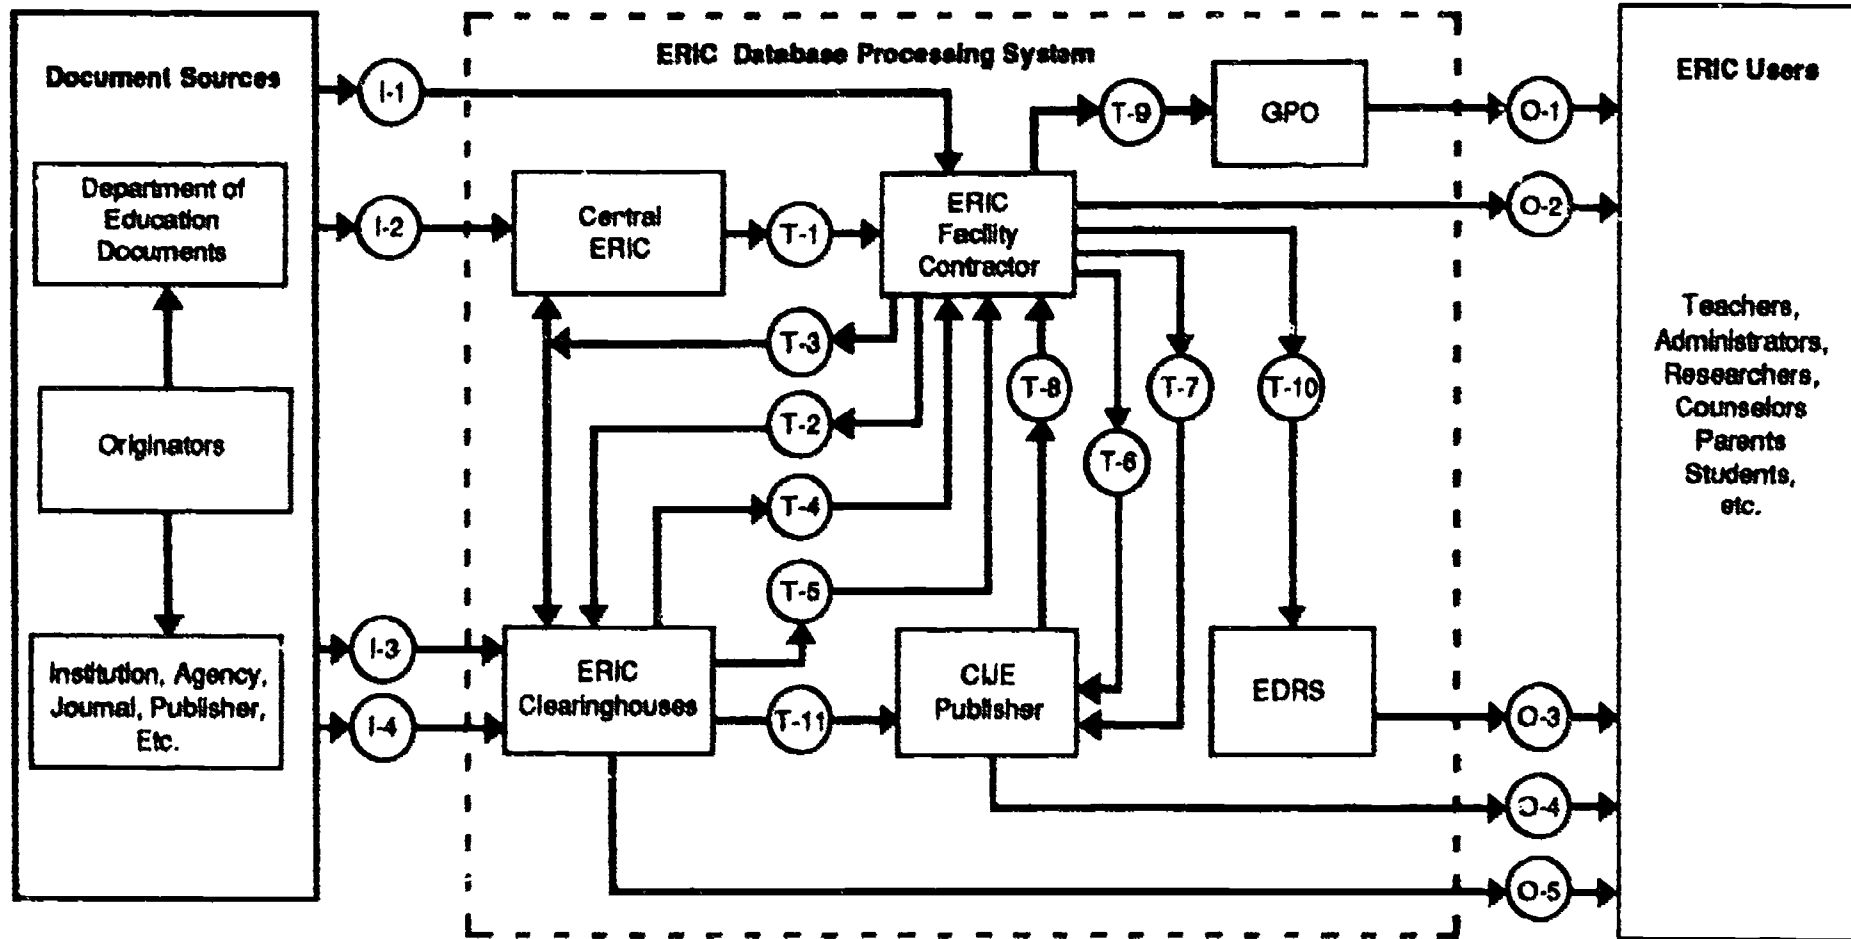 ERIC Database Processing System
Document Sources
Department of
Education
Documents
Originators
Institution, Agency,
Journal, Publisher,
Etc.
I-1
I-2
I-3
I-4
Central
ERIC
T-1
ERIC
Facility
Contractor
T-9
GPO
T-3
T-2
T-4
T-5
T-8
T-7
T-6
T-10
ERIC
Clearinghouses
T-11
CIJE
Publisher
EDRS
O-1
O-2
O-3
O-4
O-5
ERIC Users
Teachers,
Administrators,
Researchers,
Counselors
Parents
Students,
etc.